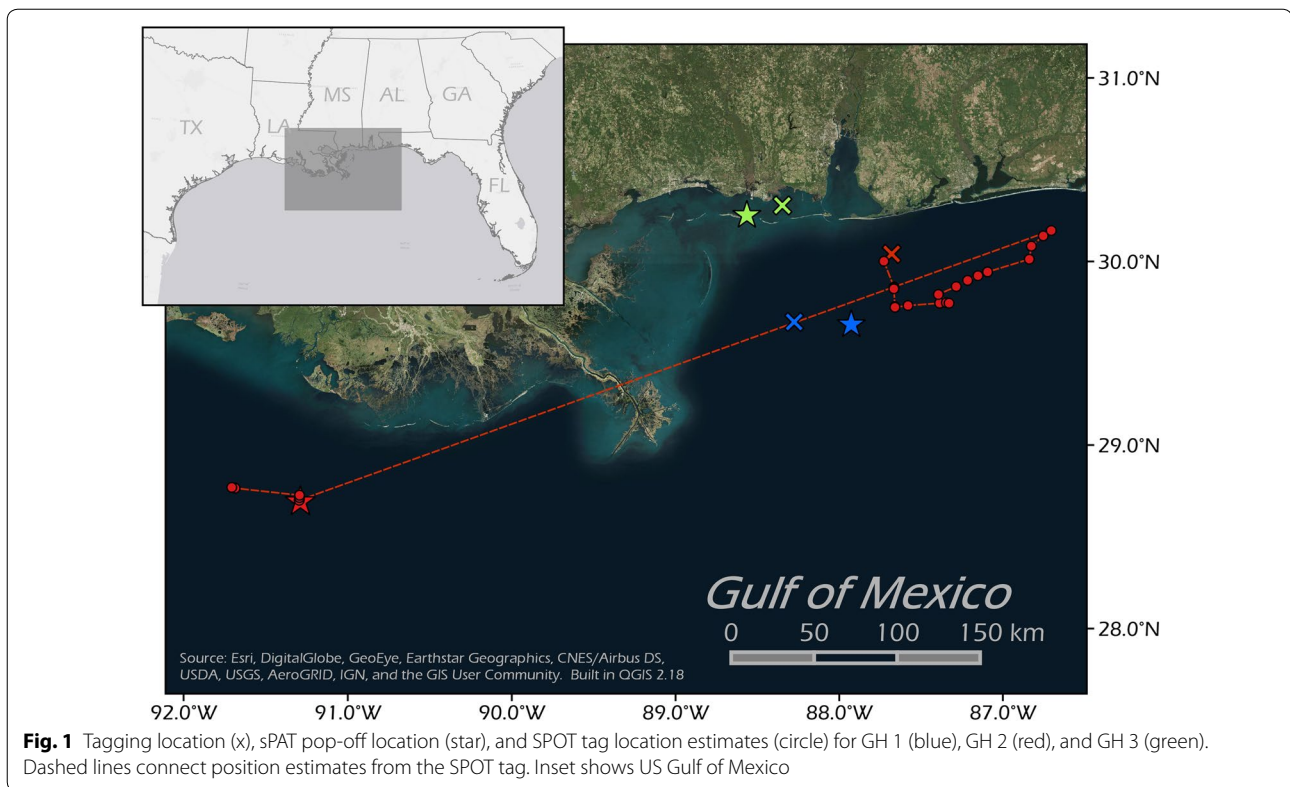 MS
AL
GA
TX
LA
FL
31.0°N
30.0°N
29.0°N
28.0°N
Gulf of Mexico
0 50 100 150 km
Source: Esri, DigitalGlobe, GeoEye, Earthstar Geographics, CNES/Airbus DS,
USDA, USGS, AeroGRID, IGN, and the GIS User Community.  Built in QGIS 2.18
92.0°W 91.0°W 90.0°W 89.0°W 88.0°W 87.0°W
Fig. 1 Tagging location (x), sPAT pop-off location (star), and SPOT tag location estimates (circle) for GH 1 (blue), GH 2 (red), and GH 3 (green).
Dashed lines connect position estimates from the SPOT tag. Inset shows US Gulf of Mexico